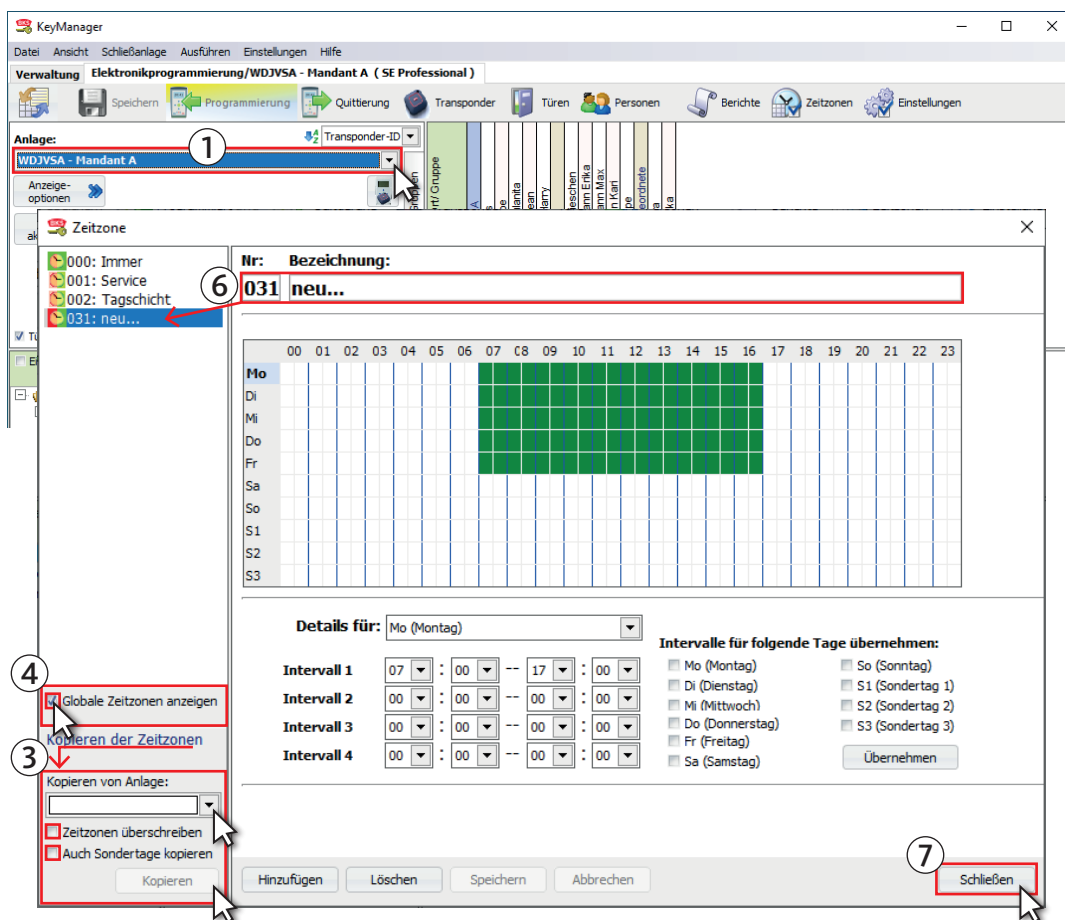 KeyManager
Datei Ansicht Schließanlage Ausführen Einstellungen Hilfe
Verwaltung Elektronikprogrammierung/WDJVSA - Mandant A ( SE Professional )
Speichern Programmierung Quittierung Transponder Türen Personen Berichte Zeitzonen Einstellungen
Anlage: Transponder-ID
1
WDJVSA - Mandant A
Anzeige-
optionen
Gruppe
Zeitzone
000: Immer
001: Service
002: Tagschicht
031: neu...
Nr: Bezeichnung:
6
031 neu...
00 01 02 03 04 05 06 07 08 09 10 11 12 13 14 15 16 17 18 19 20 21 22 23
Mo
Di
Mi
Do
Fr
Sa
So
S1
S2
S3
Details für: Mo (Montag)
Intervalle für folgende Tage übernehmen:
Intervall 1 07 : 00 -- 17 : 00
Intervall 2 00 : 00 -- 00 : 00
Intervall 3 00 : 00 -- 00 : 00
Intervall 4 00 : 00 -- 00 : 00
Mo (Montag)
Di (Dienstag)
Mi (Mittwoch)
Do (Donnerstag)
Fr (Freitag)
Sa (Samstag)
So (Sonntag)
S1 (Sondertag 1)
S2 (Sondertag 2)
S3 (Sondertag 3)
Übernehmen
4
Globale Zeitzonen anzeigen
Kopieren der Zeitzonen
3
Kopieren von Anlage:
Zeitzonen überschreiben
Auch Sondertage kopieren
Kopieren
Hinzufügen Löschen Speichern Abbrechen
7
Schließen